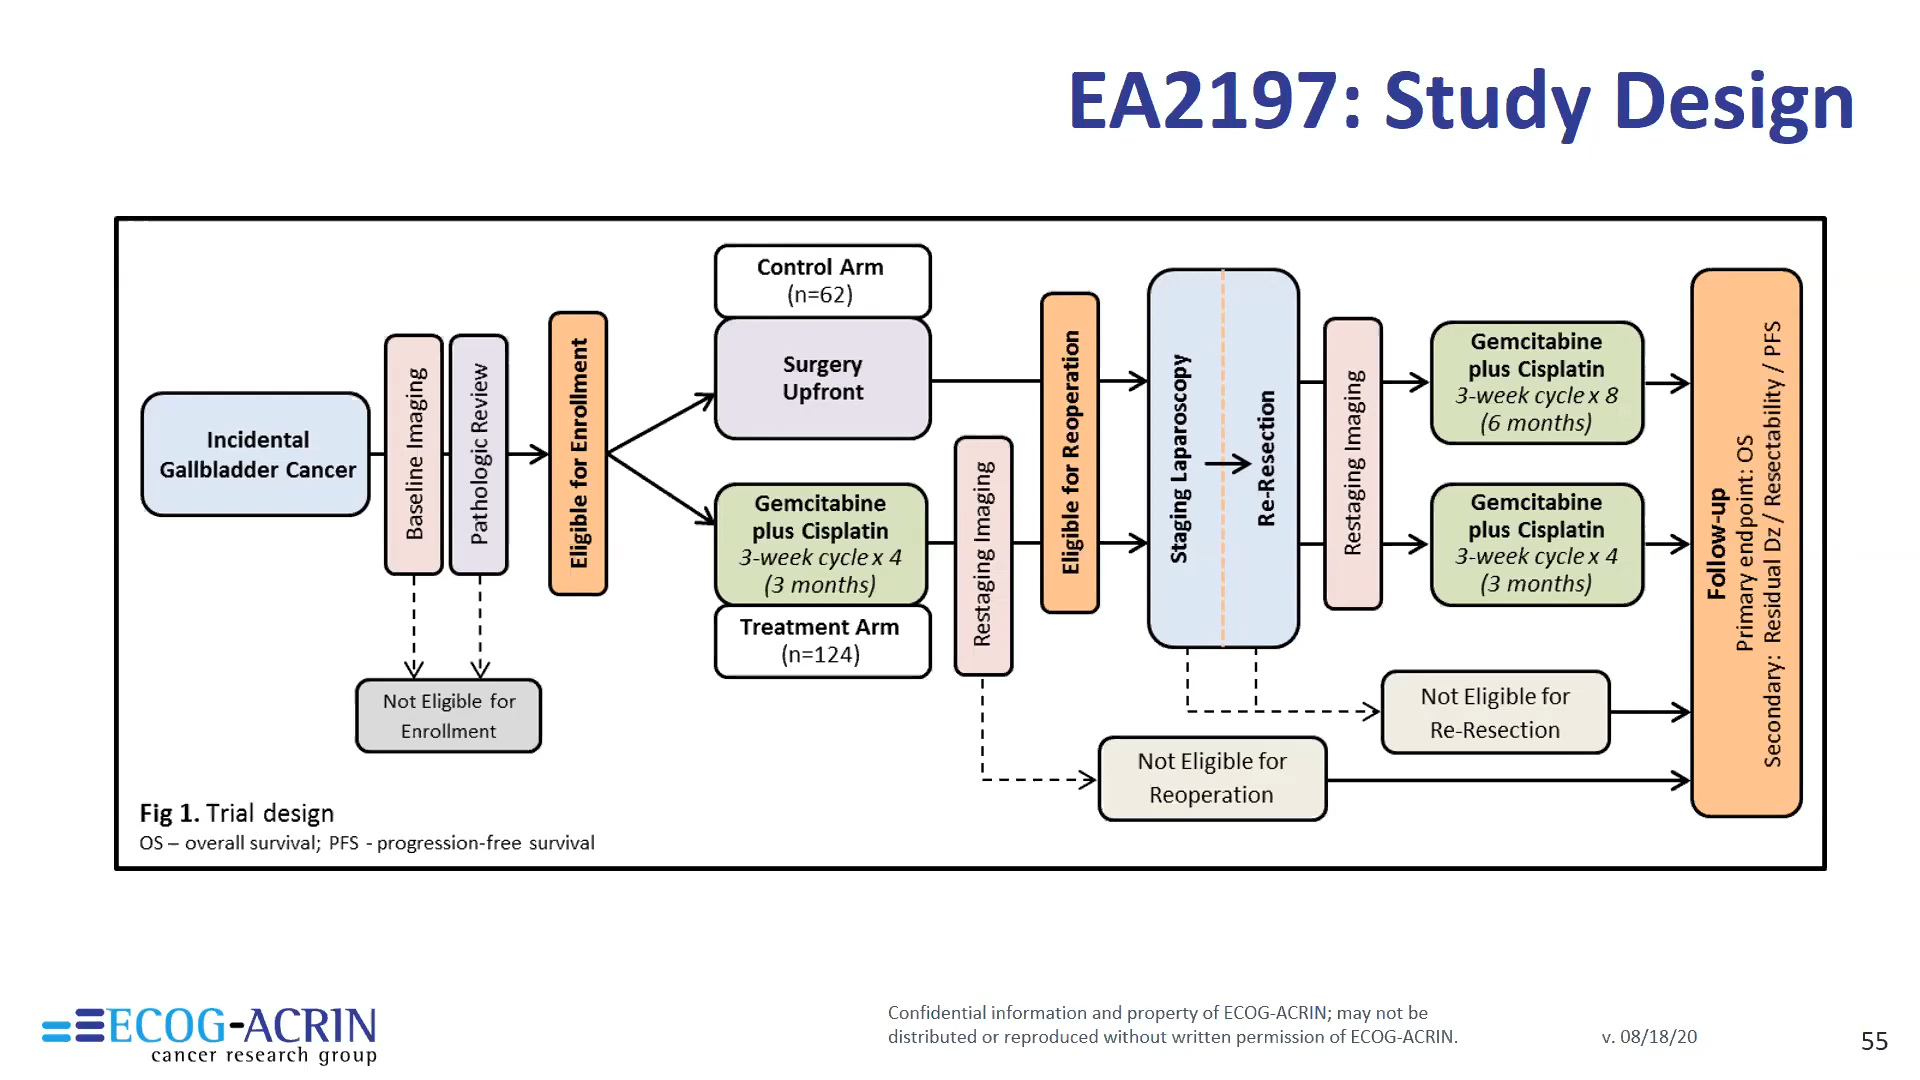 EA2197: Study Design
Incidental
Gallbladder Cancer
Baseline Imaging
Pathologic Review
Not Eligible for
Enrollment
Eligible for Enrollment
Control Arm
(n=62)
Surgery
Upfront
Gemcitabine
plus Cisplatin
3-week cycle x 4
(3 months)
Treatment Arm
(n=124)
Restaging Imaging
Eligible for Reoperation
Staging Laparoscopy
Re-Resection
Restaging Imaging
Gemcitabine
plus Cisplatin
3-week cycle x 8
(6 months)
Gemcitabine
plus Cisplatin
3-week cycle x 4
(3 months)
Not Eligible for
Re-Resection
Not Eligible for
Reoperation
Follow-up
Primary endpoint: OS
Secondary: Residual Dz / Resectability / PFS
Fig 1. Trial design
OS – overall survival; PFS - progression-free survival
ECOG-ACRIN
cancer research group
Confidential information and property of ECOG-ACRIN; may not be
distributed or reproduced without written permission of ECOG-ACRIN.
v. 08/18/20
55